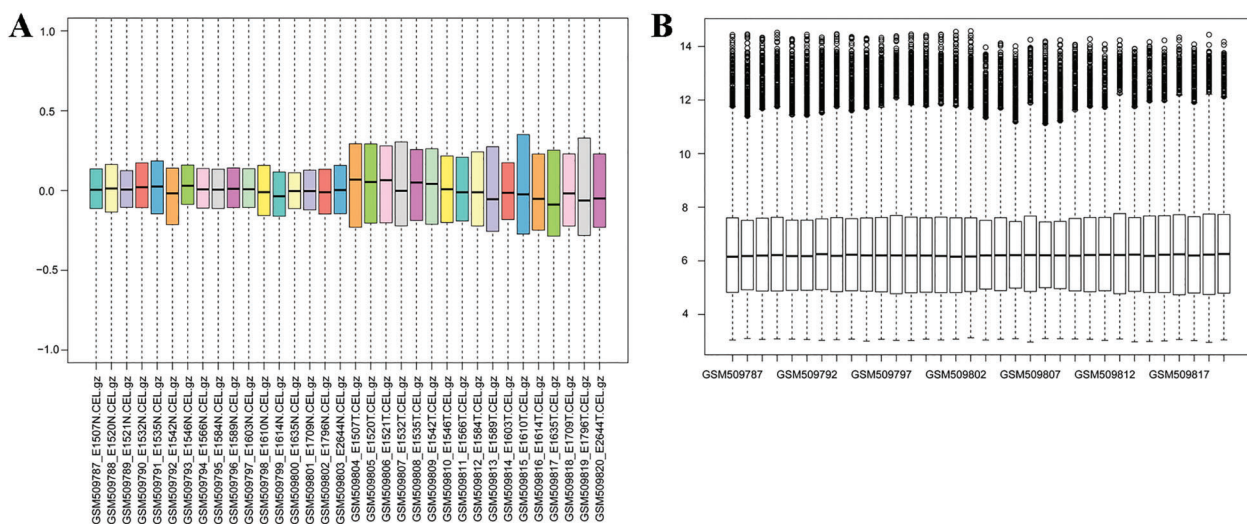 A
1.0
0.5
0.0
−0.5
−1.0
GSM509787_E1507N.CEL.gz
GSM509788_E1520N.CEL.gz
GSM509789_E1521N.CEL.gz
GSM509790_E1532N.CEL.gz
GSM509791_E1535N.CEL.gz
GSM509792_E1542N.CEL.gz
GSM509793_E1546N.CEL.gz
GSM509794_E1566N.CEL.gz
GSM509795_E1584N.CEL.gz
GSM509796_E1589N.CEL.gz
GSM509797_E1603N.CEL.gz
GSM509798_E1610N.CEL.gz
GSM509799_E1614N.CEL.gz
GSM509800_E1635N.CEL.gz
GSM509801_E1709N.CEL.gz
GSM509802_E1796N.CEL.gz
GSM509803_E2644N.CEL.gz
GSM509804_E1507T.CEL.gz
GSM509805_E1520T.CEL.gz
GSM509806_E1521T.CEL.gz
GSM509807_E1532T.CEL.gz
GSM509808_E1535T.CEL.gz
GSM509809_E1542T.CEL.gz
GSM509810_E1546T.CEL.gz
GSM509811_E1566T.CEL.gz
GSM509812_E1584T.CEL.gz
GSM509813_E1589T.CEL.gz
GSM509814_E1603T.CEL.gz
GSM509815_E1610T.CEL.gz
GSM509816_E1614T.CEL.gz
GSM509817_E1635T.CEL.gz
GSM509818_E1709T.CEL.gz
GSM509819_E1796T.CEL.gz
GSM509820_E2644T.CEL.gz
B
14
12
10
8
6
4
GSM509787 GSM509792 GSM509797 GSM509802 GSM509807 GSM509812 GSM509817